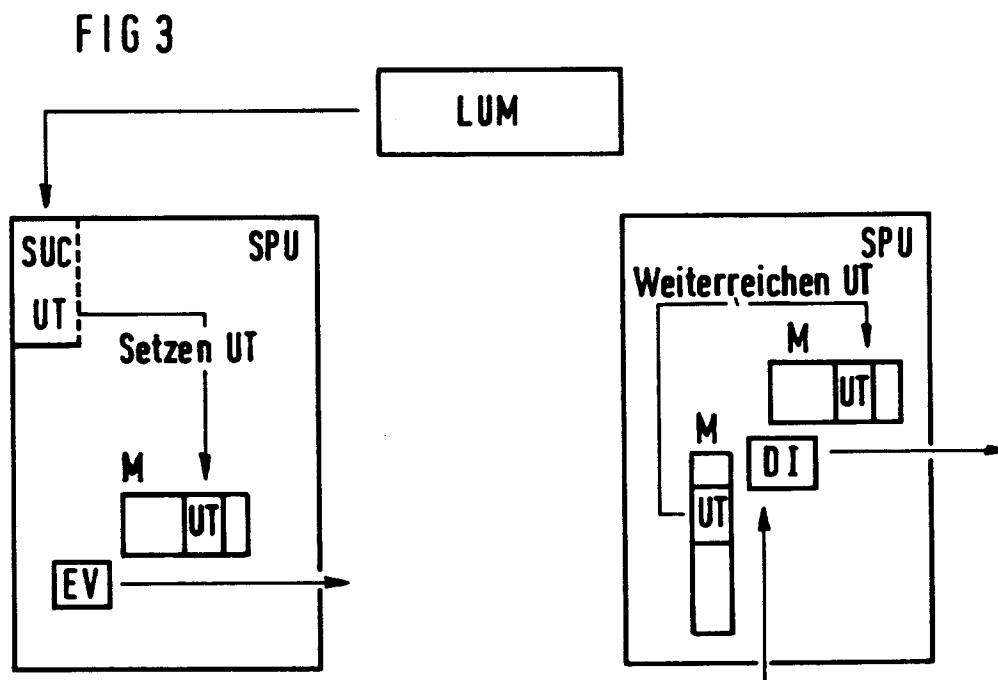 FIG 3
LUM
SUC
SPU
UT
Setzen UT
M
UT
EV
SPU
Weiterreichen UT
M
UT
M
DI
UT